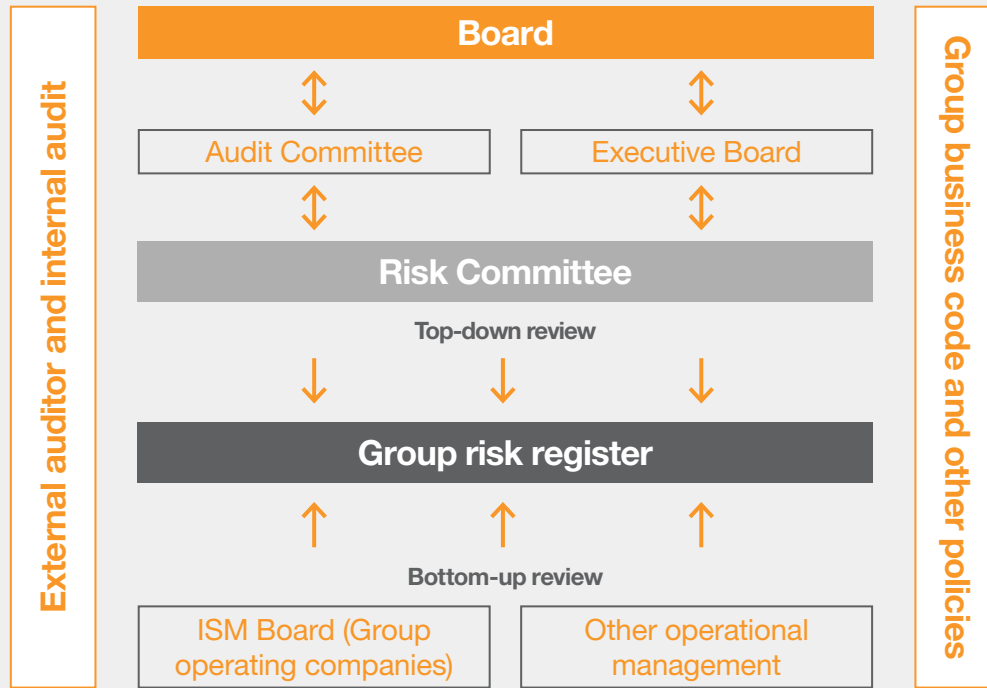 External auditor and internal audit
Board
Audit Committee
Executive Board
Risk Committee
Top-down review
Group risk register
Bottom-up review
ISM Board (Group
operating companies)
Other operational
management
Group business code and other policies